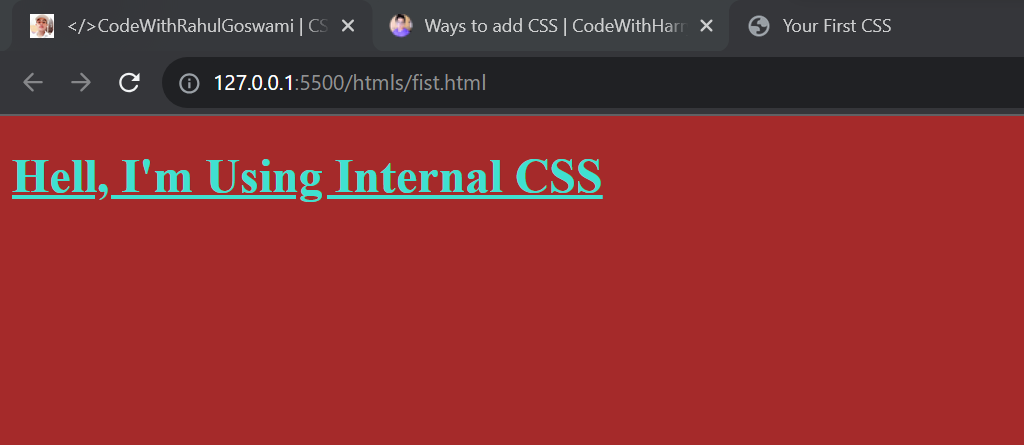 </>CodeWithRahulGoswami | CS
Ways to add CSS | CodeWithHarr
Your First CSS
127.0.0.1:5500/htmls/fist.html
Hell, I'm Using Internal CSS